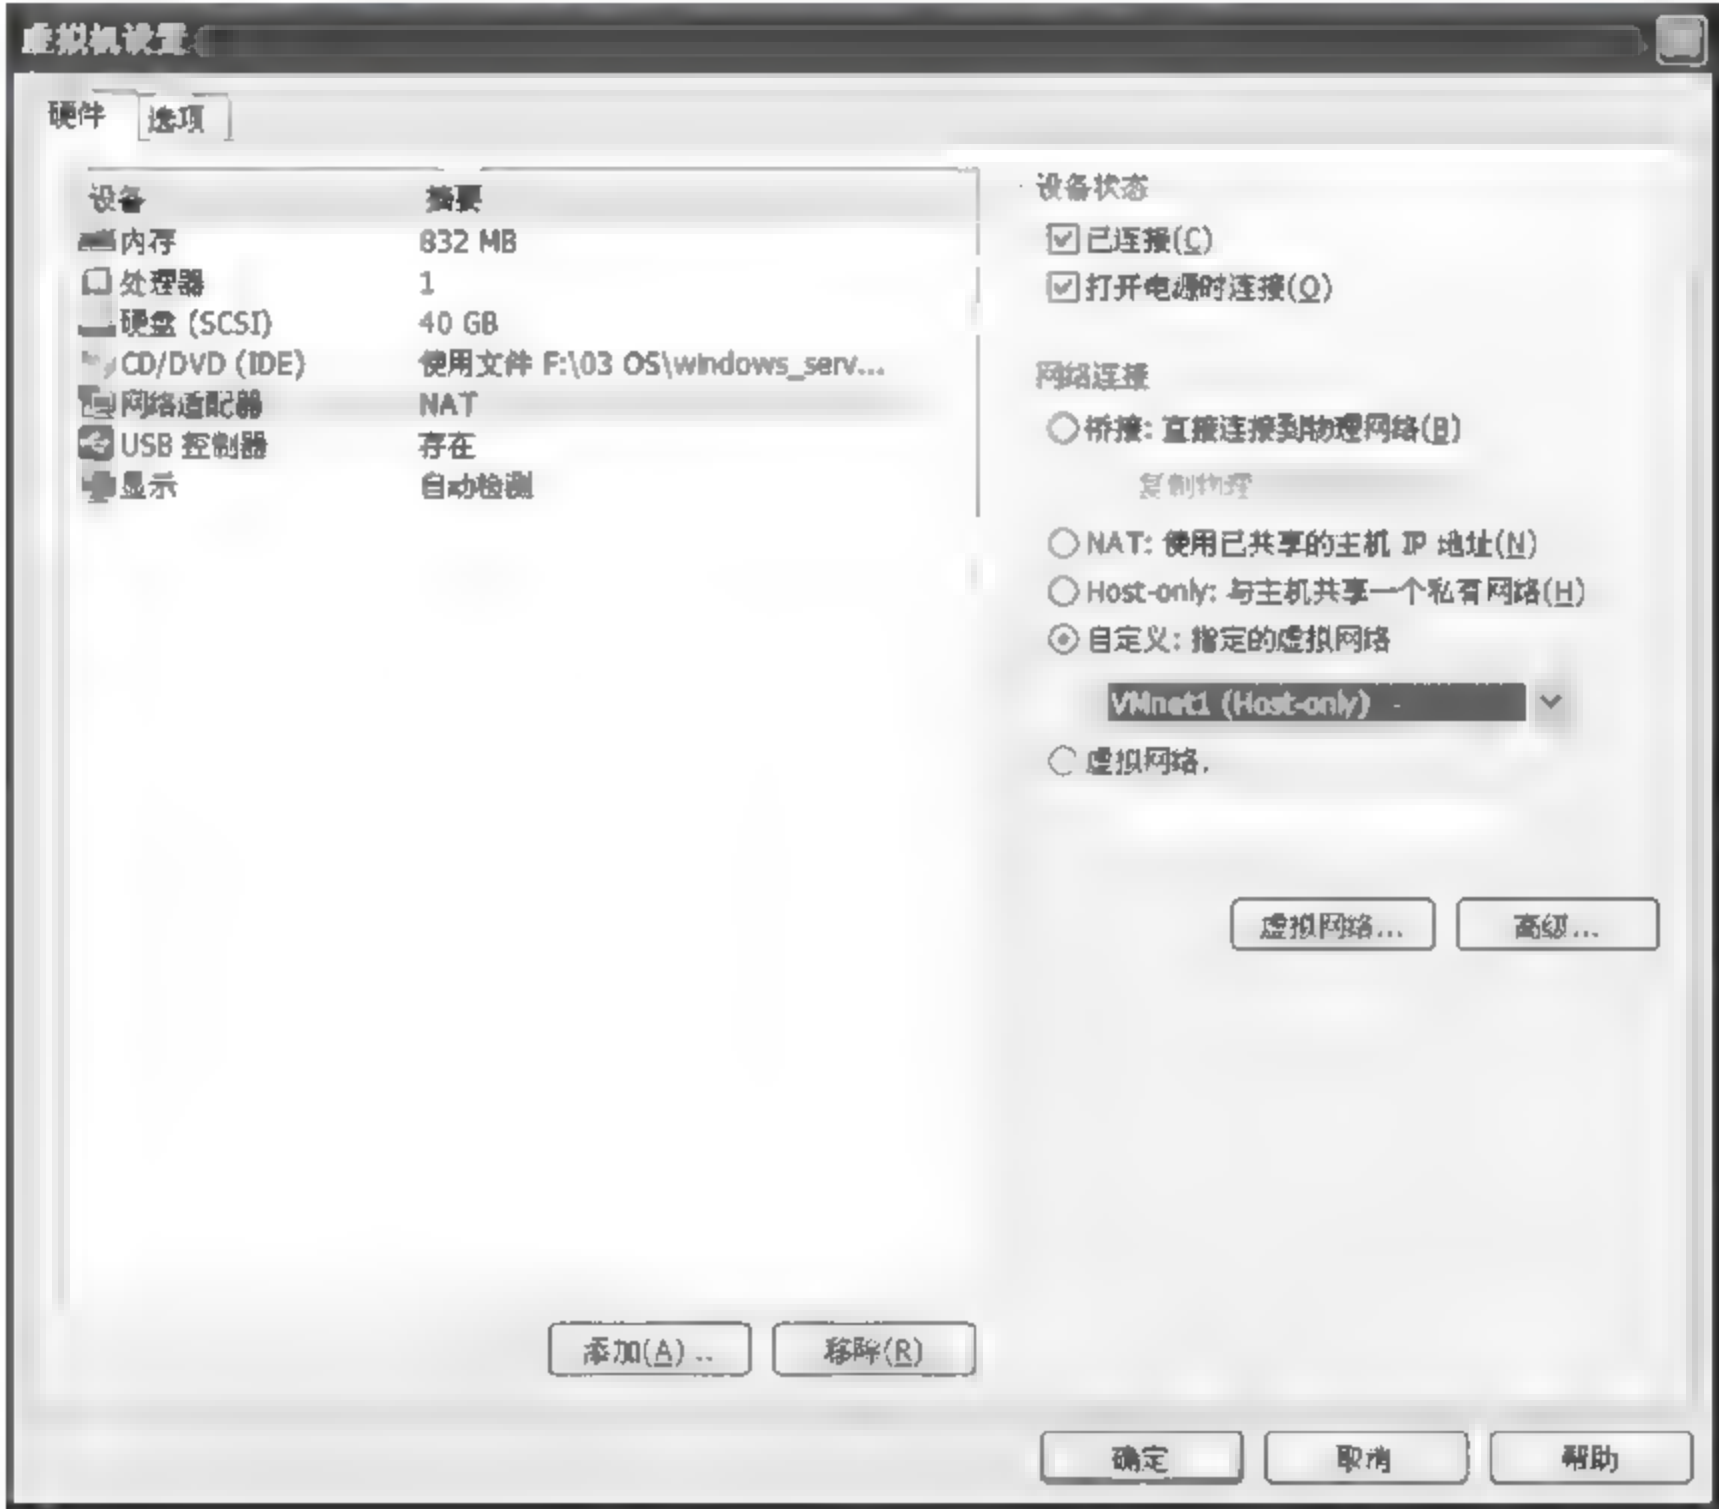 虚拟机设置
硬件 选项
设备 摘要
内存 832 MB
处理器 1
硬盘 (SCSI) 40 GB
CD/DVD (IDE) 使用文件 F:\03 OS\windows_serv...
网络适配器 NAT
USB 控制器 存在
显示 自动检测
设备状态
已连接(C)
打开电源时连接(O)
网络连接
桥接: 直接连接到物理网络(B)
复制物理
NAT: 使用已共享的主机 IP 地址(N)
Host-only: 与主机共享一个私有网络(H)
自定义: 指定的虚拟网络
VMnet1 (Host-only)
虚拟网络.
虚拟网络... 高级...
添加(A) .. 移除(R)
确定 取消 帮助